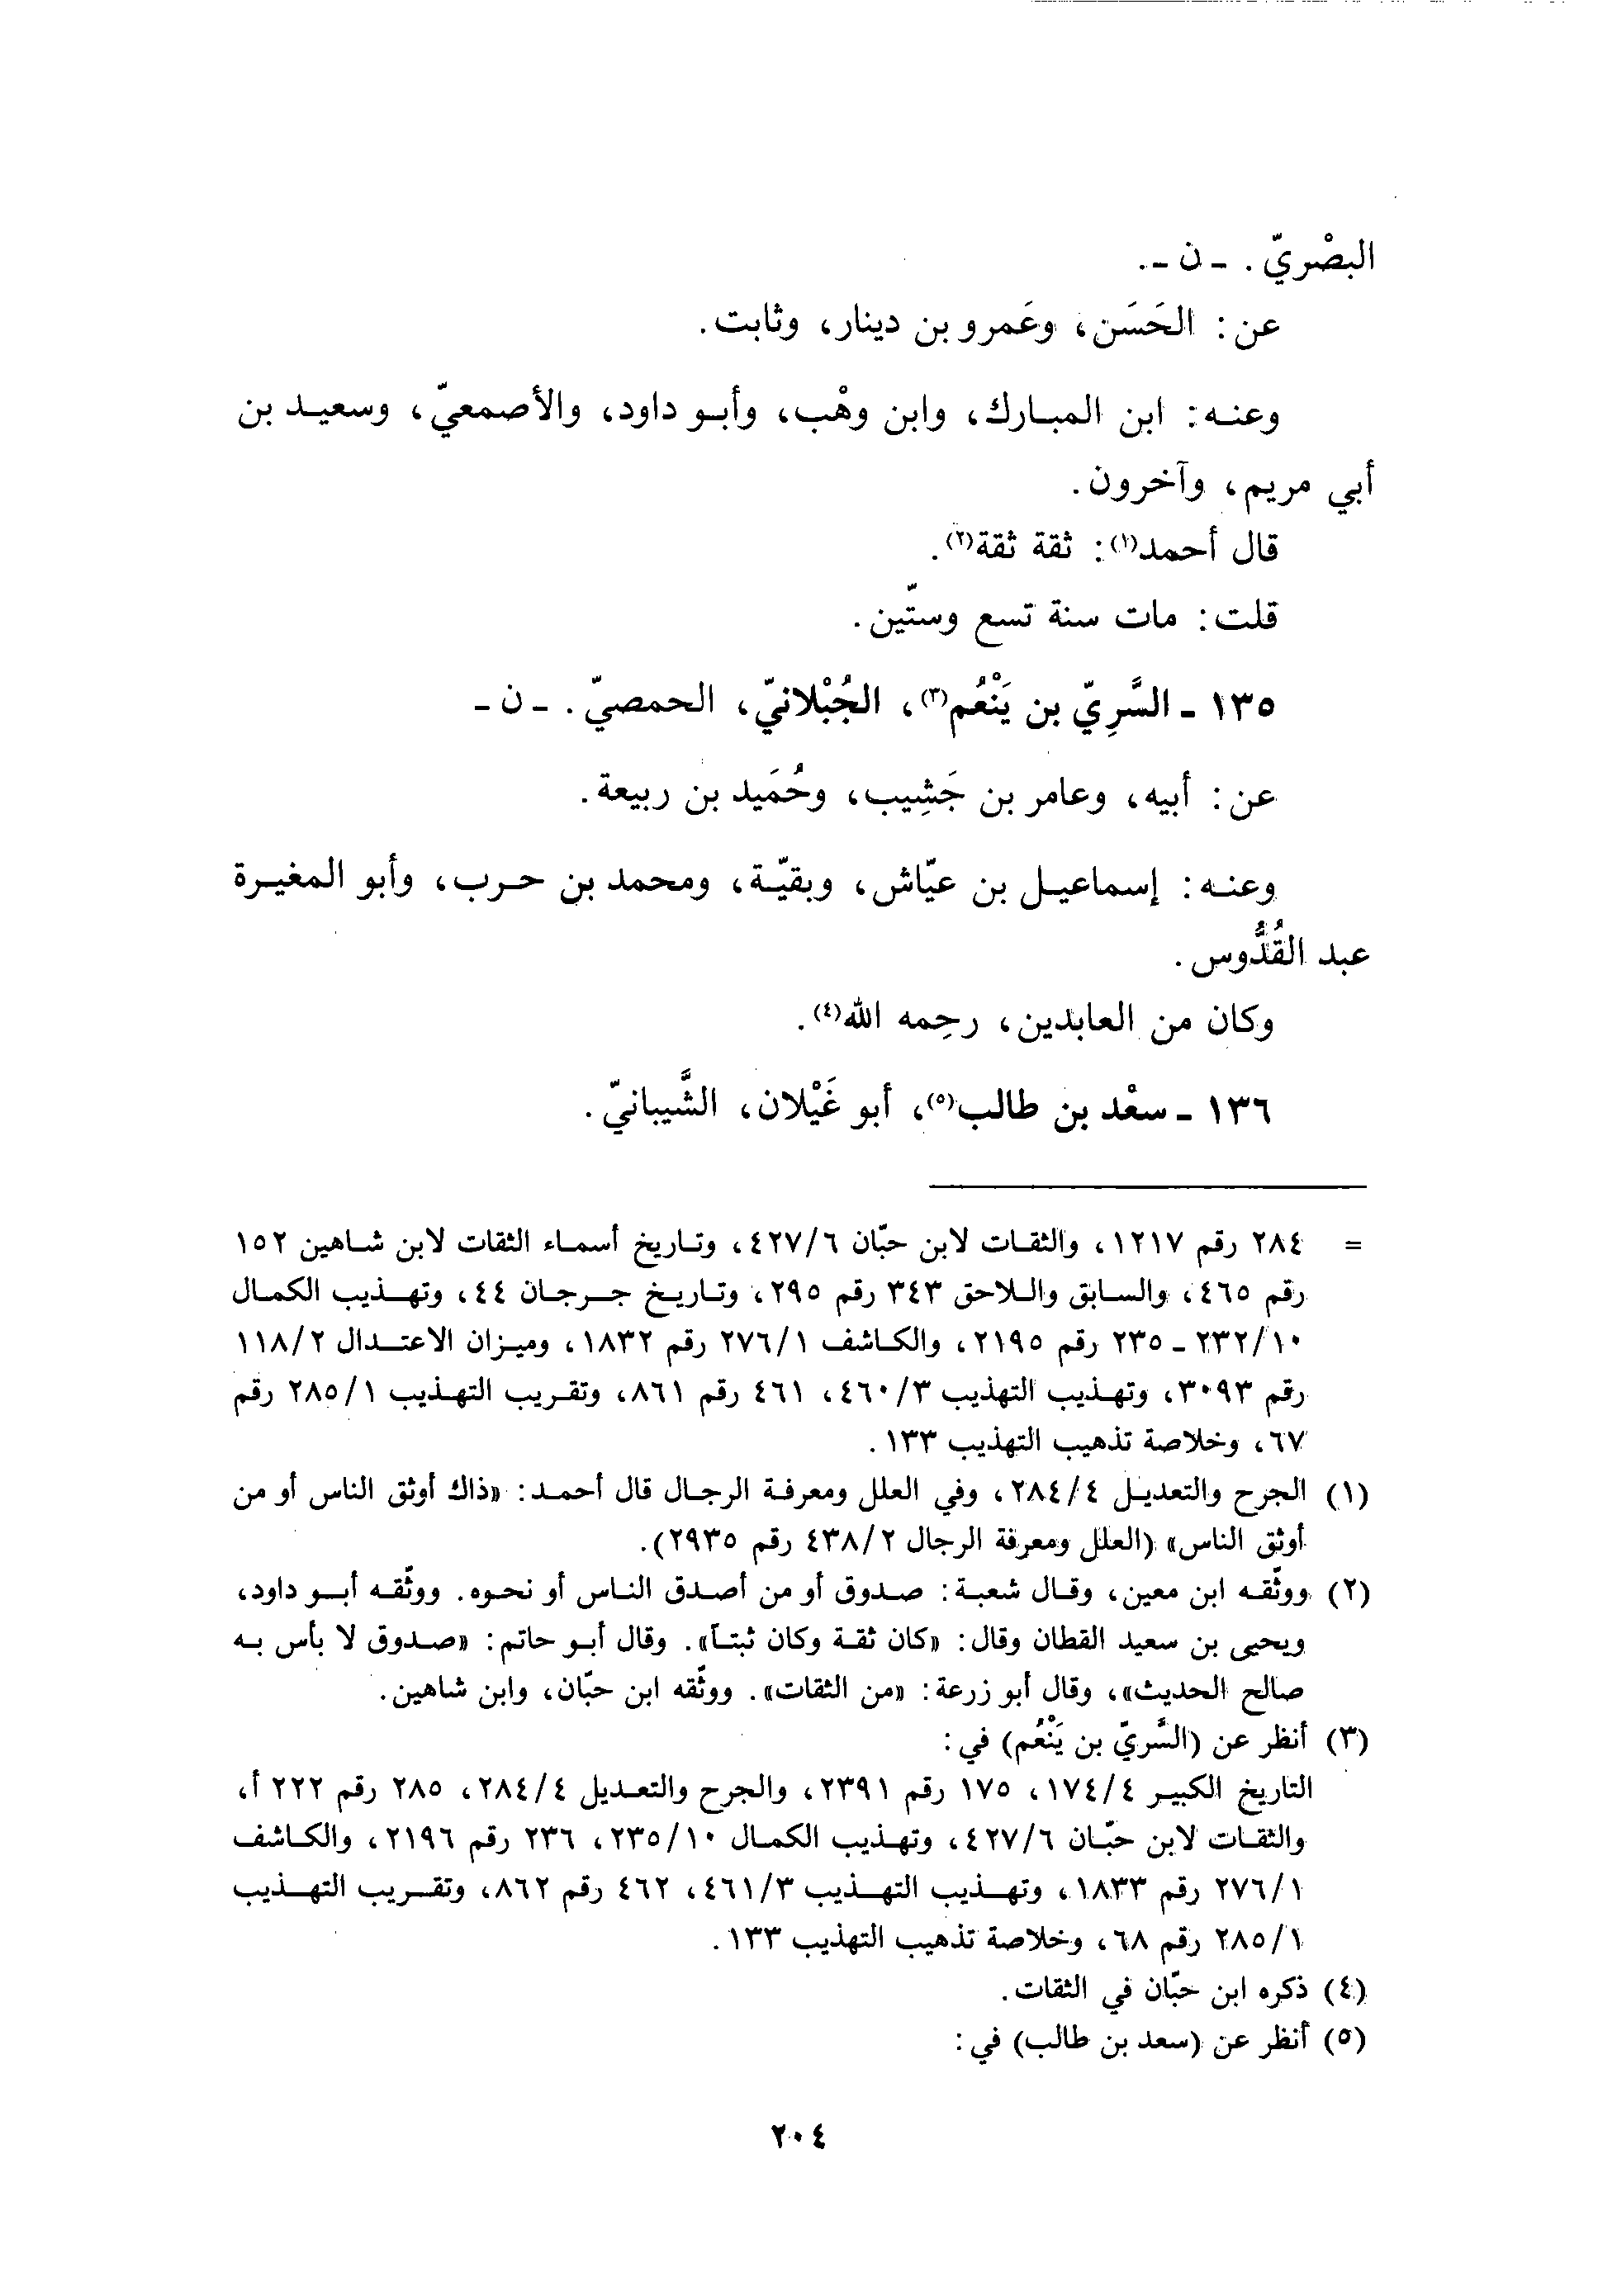 البصْريّ. ـ ن ـ.
عن: الحَسَن، وعَمرو بن دينار، وثابت.
وعنه: ابن المبارك، وابن وهْب، وأبو داود، والأصمعيّ، وسعيد بن
أبي مريم، وآخرون.
قال أحمد(١): ثقة ثقة(٢).
قلت: مات سنة تسع وستّين.
١٣٥ ـ السَّرِيّ بن يَنْعُم(٣)، الجُبْلانيّ، الحمصيّ. ـ ن ـ
عن: أبيه، وعامر بن جَشِيب، وحُمَيد بن ربيعة.
وعنه: إسماعيل بن عيّاش، وبقيّة، ومحمد بن حرب، وأبو المغيرة
عبد القُدُّوس.
وكان من العابدين، رحِمه الله(٤).
١٣٦ ـ سعْد بن طالب(٥)، أبو غَيْلان، الشَّيبانيّ.
= ٢٨٤ رقم ١٢١٧، والثقات لابن حبّان ٤٢٧/٦، وتاريخ أسماء الثقات لابن شاهين ١٥٢
رقم ٤٦٥، والسابق واللاحق ٣٤٣ رقم ٢٩٥، وتاريخ جرجان ٤٤، وتهذيب الكمال
٢٣٢/١٠ ـ ٢٣٥ رقم ٢١٩٥، والكاشف ٢٧٦/١ رقم ١٨٣٢، وميزان الاعتدال ١١٨/٢
رقم ٣٠٩٣، وتهذيب التهذيب ٤٦٠/٣، ٤٦١ رقم ٨٦١، وتقريب التهذيب ٢٨٥/١ رقم
٦٧، وخلاصة تذهيب التهذيب ١٣٣.
(١) الجرح والتعديل ٢٨٤/٤، وفي العلل ومعرفة الرجال قال أحمد: «ذاك أوثق الناس أو من
أوثق الناس» (العلل ومعرفة الرجال ٤٣٨/٢ رقم ٢٩٣٥).
(٢) ووثّقه ابن معين، وقال شعبة: صدوق أو من أصدق الناس أو نحوه. ووثّقه أبو داود،
ويحيى بن سعيد القطان وقال: «كان ثقة وكان ثبتاً». وقال أبو حاتم: «صدوق لا بأس به
صالح الحديث»، وقال أبو زرعة: «من الثقات». ووثّقه ابن حبّان، وابن شاهين.
(٣) أنظر عن (السَّريّ بن يَنْعُم) في:
التاريخ الكبير ١٧٤/٤، ١٧٥ رقم ٢٣٩١، والجرح والتعديل ٢٨٤/٤، ٢٨٥ رقم ٢٢٢ أ،
والثقات لابن حبّان ٤٢٧/٦، وتهذيب الكمال ٢٣٥/١٠، ٢٣٦ رقم ٢١٩٦، والكاشف
٢٧٦/١ رقم ١٨٣٣، وتهذيب التهذيب ٤٦١/٣، ٤٦٢ رقم ٨٦٢، وتقريب التهذيب
٢٨٥/١ رقم ٦٨، وخلاصة تذهيب التهذيب ١٣٣.
(٤) ذكره ابن حبّان في الثقات.
(٥) أنظر عن (سعد بن طالب) في:
٢٠٤